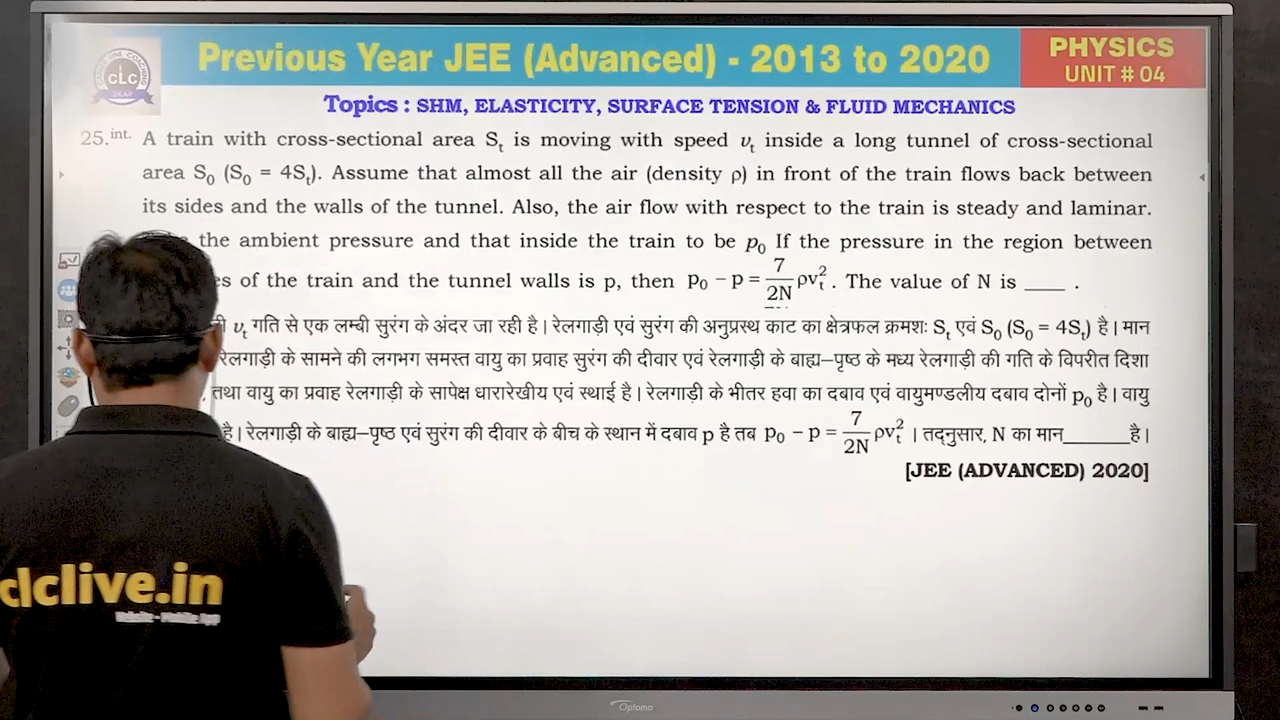 Previous Year JEE (Advanced) - 2013 to 2020
PHYSICS
UNIT # 04
CLC
SIKAR
Topics : SHM, ELASTICITY, SURFACE TENSION & FLUID MECHANICS
25.int. A train with cross-sectional area St is moving with speed vt inside a long tunnel of cross-sectional
area S0 (S0 = 4St). Assume that almost all the air (density ρ) in front of the train flows back between
its sides and the walls of the tunnel. Also, the air flow with respect to the train is steady and laminar.
the ambient pressure and that inside the train to be p0 If the pressure in the region between
of the train and the tunnel walls is p, then p0 − p = 7/2N ρvt². The value of N is ____ .
vt गति से एक लम्बी सुरंग के अंदर जा रही है। रेलगाड़ी एवं सुरंग की अनुप्रस्थ काट का क्षेत्रफल क्रमशः St एवं S0 (S0 = 4St) है। मान
रेलगाड़ी के सामने की लगभग समस्त वायु का प्रवाह सुरंग की दीवार एवं रेलगाड़ी के बाह्य–पृष्ठ के मध्य रेलगाड़ी की गति के विपरीत दिशा
तथा वायु का प्रवाह रेलगाड़ी के सापेक्ष धारारेखीय एवं स्थाई है। रेलगाड़ी के भीतर हवा का दबाव एवं वायुमण्डलीय दबाव दोनों p0 है। वायु
है। रेलगाड़ी के बाह्य–पृष्ठ एवं सुरंग की दीवार के बीच के स्थान में दबाव p है तब p0 − p = 7/2N ρvt² । तद्नुसार, N का मान_______है।
[JEE (ADVANCED) 2020]
clclive.in
Website - Mobile App
Optoma